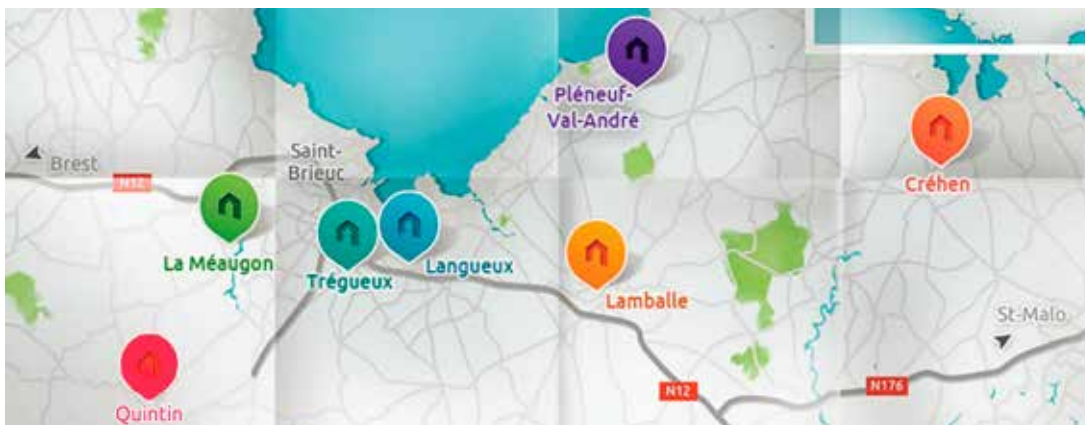 Pléneuf-
Val-André
Saint-
Brieuc
Brest
N12
Créhen
La Méaugon
Trégueux
Langueux
Lamballe
St-Malo
Quintin
N12
N176